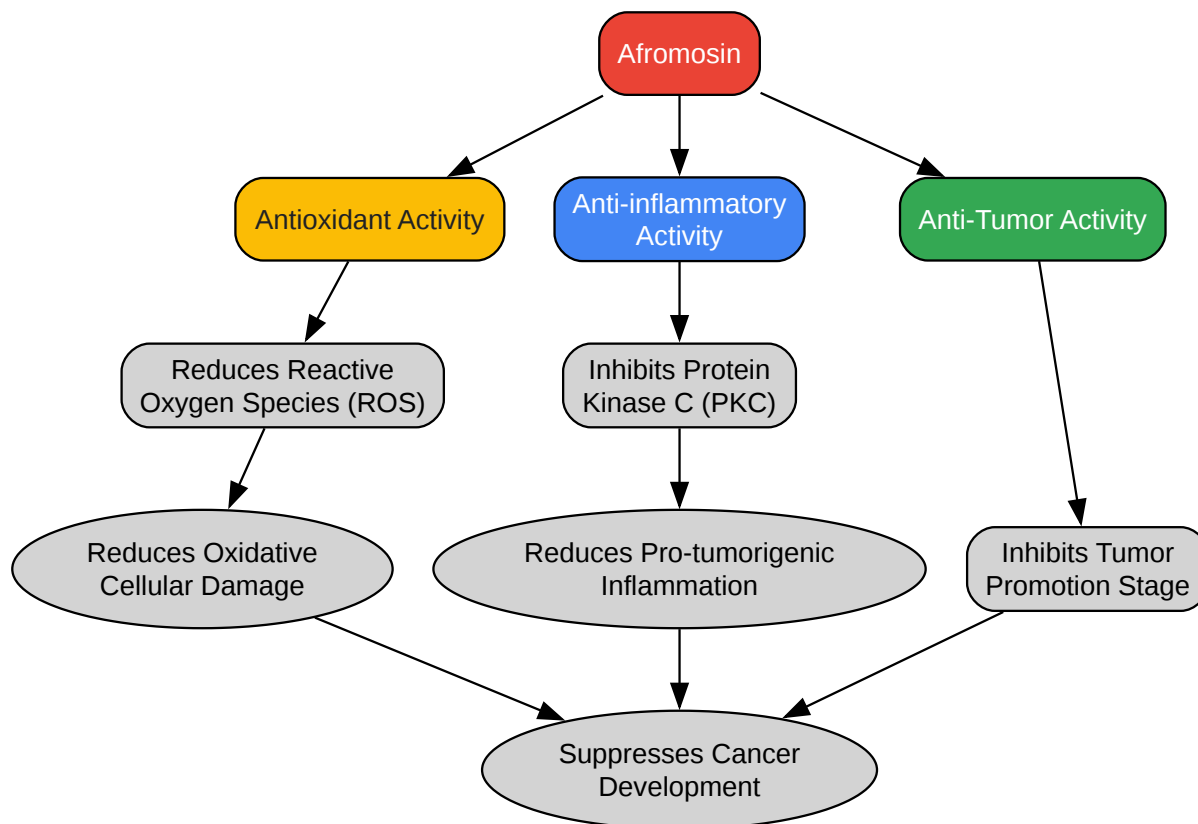 Afromosin
Antioxidant Activity
Anti-inflammatory
Activity
Anti-Tumor Activity
Reduces Reactive
Oxygen Species (ROS)
Inhibits Protein
Kinase C (PKC)
Reduces Oxidative
Cellular Damage
Reduces Pro-tumorigenic
Inflammation
Inhibits Tumor
Promotion Stage
Suppresses Cancer
Development